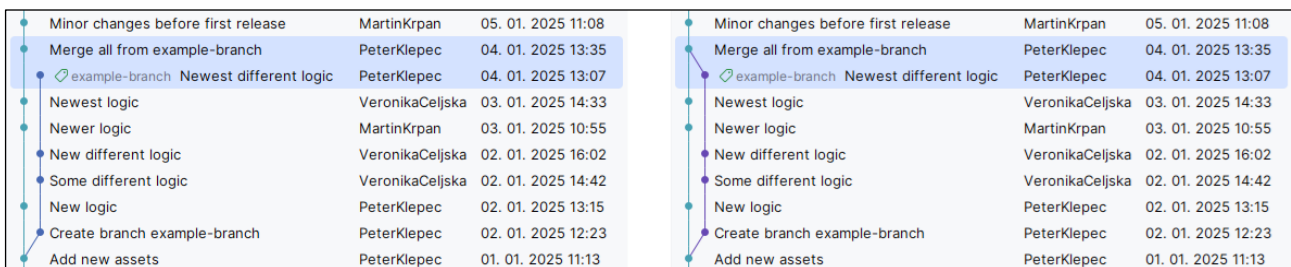 Minor changes before first release MartinKrpan 05. 01. 2025 11:08
Merge all from example-branch PeterKlepec 04. 01. 2025 13:35
example-branch Newest different logic PeterKlepec 04. 01. 2025 13:07
Newest logic VeronikaCeljska 03. 01. 2025 14:33
Newer logic MartinKrpan 03. 01. 2025 10:55
New different logic VeronikaCeljska 02. 01. 2025 16:02
Some different logic VeronikaCeljska 02. 01. 2025 14:42
New logic PeterKlepec 02. 01. 2025 13:15
Create branch example-branch PeterKlepec 02. 01. 2025 12:23
Add new assets PeterKlepec 01. 01. 2025 11:13
Minor changes before first release MartinKrpan 05. 01. 2025 11:08
Merge all from example-branch PeterKlepec 04. 01. 2025 13:35
example-branch Newest different logic PeterKlepec 04. 01. 2025 13:07
Newest logic VeronikaCeljska 03. 01. 2025 14:33
Newer logic MartinKrpan 03. 01. 2025 10:55
New different logic VeronikaCeljska 02. 01. 2025 16:02
Some different logic VeronikaCeljska 02. 01. 2025 14:42
New logic PeterKlepec 02. 01. 2025 13:15
Create branch example-branch PeterKlepec 02. 01. 2025 12:23
Add new assets PeterKlepec 01. 01. 2025 11:13